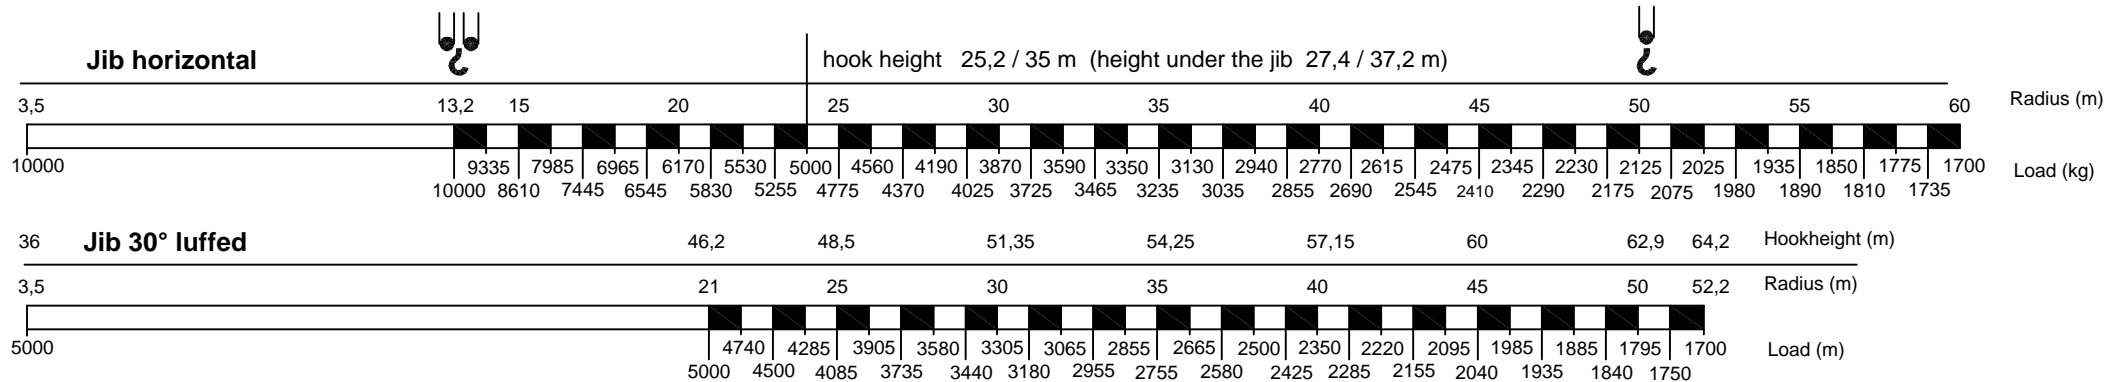 Jib horizontal hook height 25,2 / 35 m (height under the jib 27,4 / 37,2 m)
3,5 13,2 15 20 25 30 35 40 45 50 55 60 Radius (m)
10000 9335 7985 6965 6170 5530 5000 4560 4190 3870 3590 3350 3130 2940 2770 2615 2475 2345 2230 2125 2025 1935 1850 1775 1700 Load (kg)
10000 8610 7445 6545 5830 5255 4775 4370 4025 3725 3465 3235 3035 2855 2690 2545 2410 2290 2175 2075 1980 1890 1810 1735
36 Jib 30° luffed 46,2 48,5 51,35 54,25 57,15 60 62,9 64,2 Hookheight (m)
3,5 21 25 30 35 40 45 50 52,2 Radius (m)
5000 4740 4285 3905 3580 3305 3065 2855 2665 2500 2350 2220 2095 1985 1885 1795 1700 Load (m)
5000 4500 4085 3735 3440 3180 2955 2755 2580 2425 2285 2155 2040 1935 1840 1750